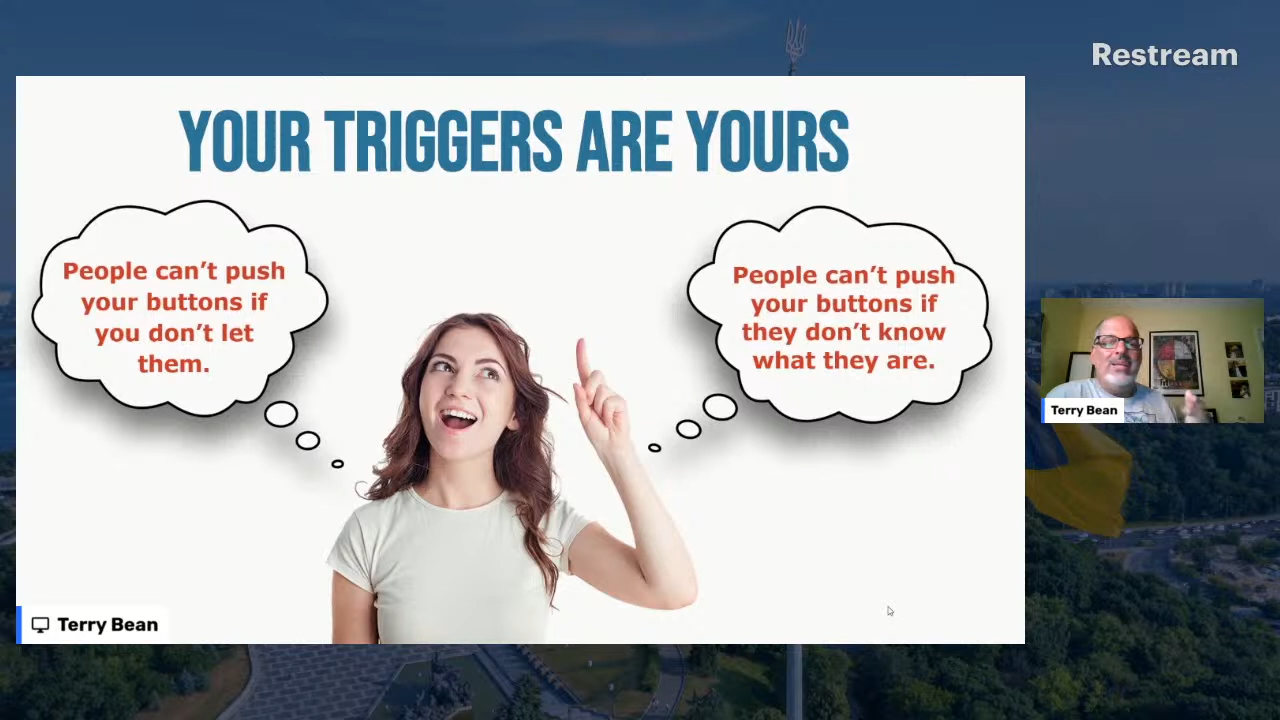 Restream
YOUR TRIGGERS ARE YOURS
People can't push
your buttons if
you don't let
them.
People can't push
your buttons if
they don't know
what they are.
Terry Bean
Terry Bean